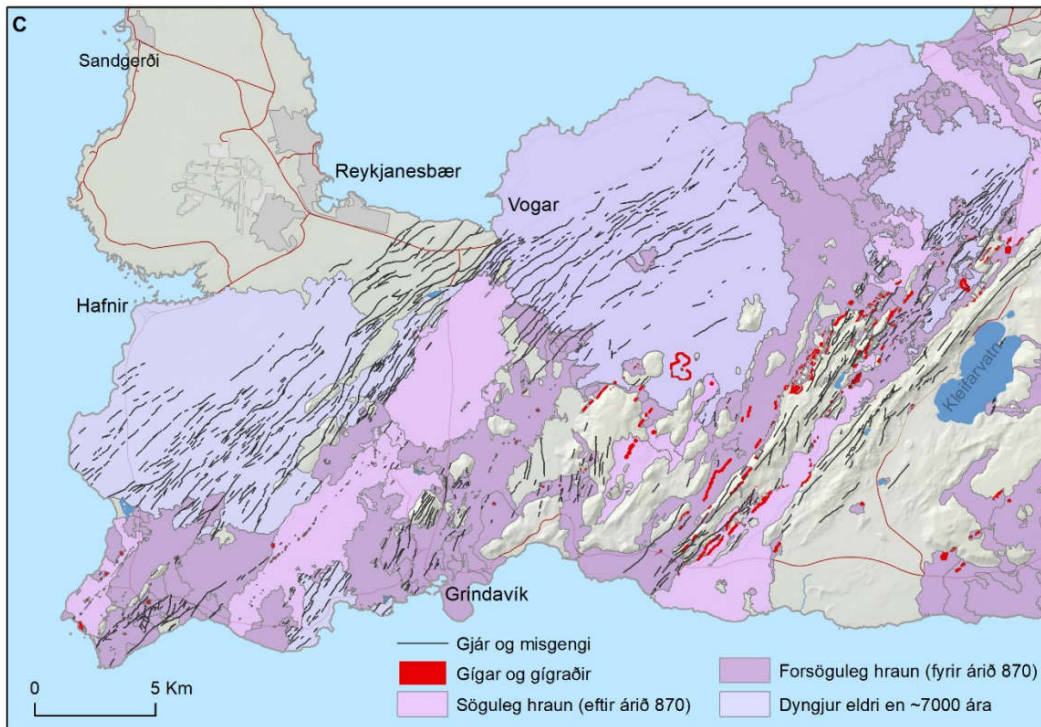 C
Sandgerði
Reykjanesbær
Vogar
Hafnir
Kleifarvatn
Grindavík
Gjár og misgengi
Gígar og gígraðir
Söguleg hraun (eftir árið 870)
Forsöguleg hraun (fyrir árið 870)
Dyngjur eldri en ~7000 ára
0 5 Km